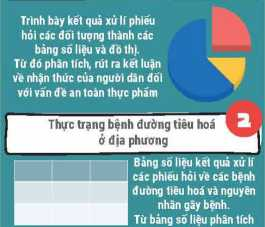 Trình bày kết quả xử lí phiếu
hỏi các đối tượng thành các
bảng số liệu và đồ thị.
Từ đó phân tích, rút ra kết luận
về nhận thức của người dân đối
với vấn đề an toàn thực phẩm
Thực trạng bệnh đường tiêu hoá
ở địa phương
2
Bảng số liệu kết quả xử lí
các phiếu hỏi về các bệnh
đường tiêu hoá và nguyên
nhân gây bệnh.
Từ bảng số liệu phân tích